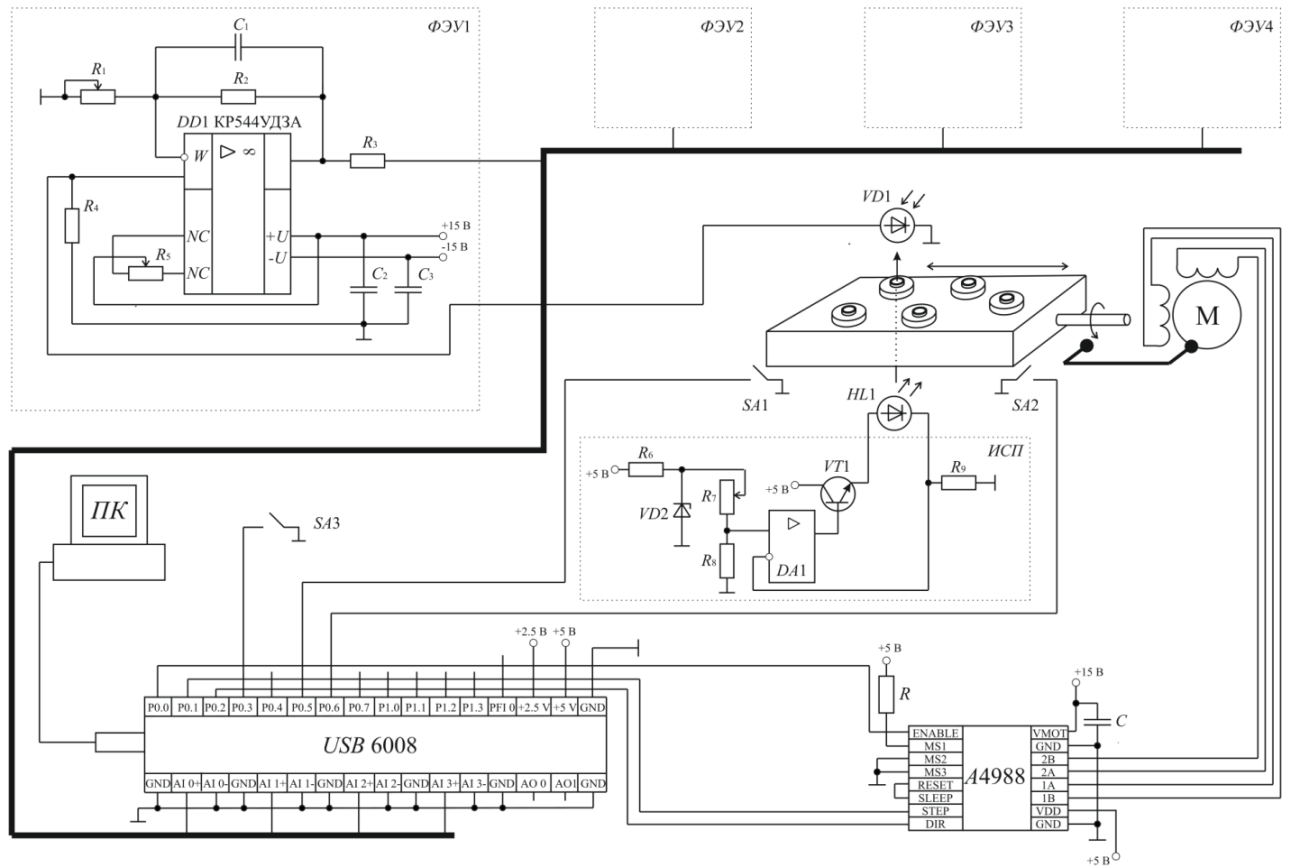 ФЭУ1
ФЭУ2
ФЭУ3
ФЭУ4
C1
R1
R2
DD1 КР544УДЗА
W
▷ ∞
R3
R4
NC
+U
+15 В
R5
-U
-15 В
NC
C2
C3
VD1
M
SA1
SA2
HL1
ИСП
R6
+5 В
VT1
R9
+5 В
R7
VD2
R8
DA1
ПК
SA3
+2.5 В
+5 В
P0.0 P0.1 P0.2 P0.3 P0.4 P0.5 P0.6 P0.7 P1.0 P1.1 P1.2 P1.3 PFI 0 +2.5 V +5 V GND
USB 6008
GND AI 0+ AI 0- GND AI 1+ AI 1- GND AI 2+ AI 2- GND AI 3+ AI 3- GND AO 0 AO1 GND
+5 В
R
+15 В
C
ENABLE
MS1
MS2
MS3
RESET
SLEEP
STEP
DIR
A4988
VMOT
GND
2B
2A
1A
1B
VDD
GND
+5 В